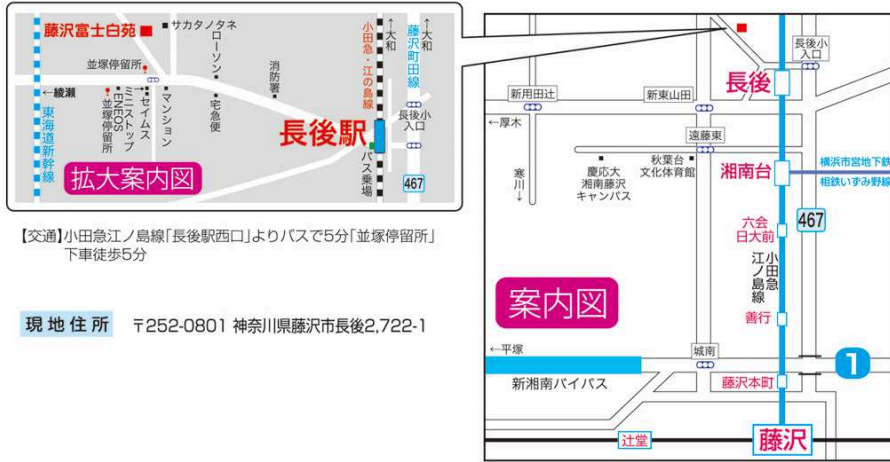 藤沢富士白苑
サカタノタネ
ローソン
宅急便
消防署
小田急・江の島線
↑大和
藤沢町田線
↑大和
並塚停留所
←綾瀬
並塚停留所
ENEOS
ミニストップ
セイムス
マンション
長後小
入口
長後駅
バス乗場
東海道新幹線
拡大案内図
467
【交通】小田急江ノ島線「長後駅西口」よりバスで5分「並塚停留所」
下車徒歩5分
現地住所 〒252-0801 神奈川県藤沢市長後2,722-1
長後小
入口
長後
新用田辻
新東山田
←厚木
遠藤東
寒川→
慶応大
湘南藤沢
キャンパス
秋葉台
文化体育館
湘南台
横浜市営地下鉄
相鉄いずみ野線
六会
日大前
467
小田急
江ノ島線
案内図
善行
←平塚
城南
1
新湘南バイパス
藤沢本町
辻堂
藤沢